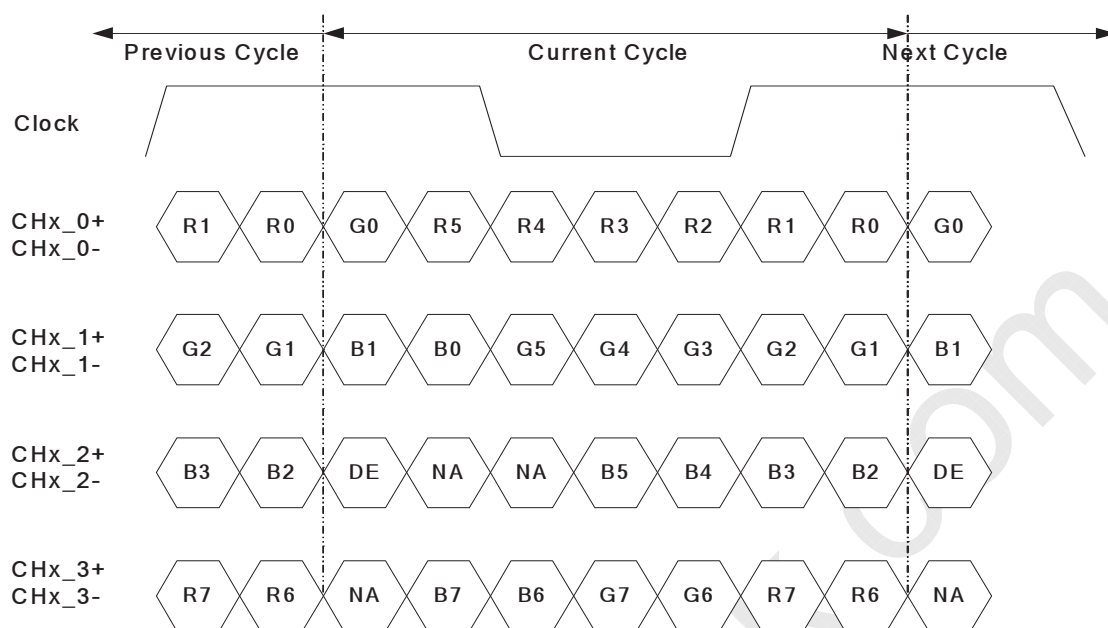 Previous Cycle Current Cycle Next Cycle
Clock
CHx_0+
CHx_0-
R1 R0 G0 R5 R4 R3 R2 R1 R0 G0
CHx_1+
CHx_1-
G2 G1 B1 B0 G5 G4 G3 G2 G1 B1
CHx_2+
CHx_2-
B3 B2 DE NA NA B5 B4 B3 B2 DE
CHx_3+
CHx_3-
R7 R6 NA B7 B6 G7 G6 R7 R6 NA
com